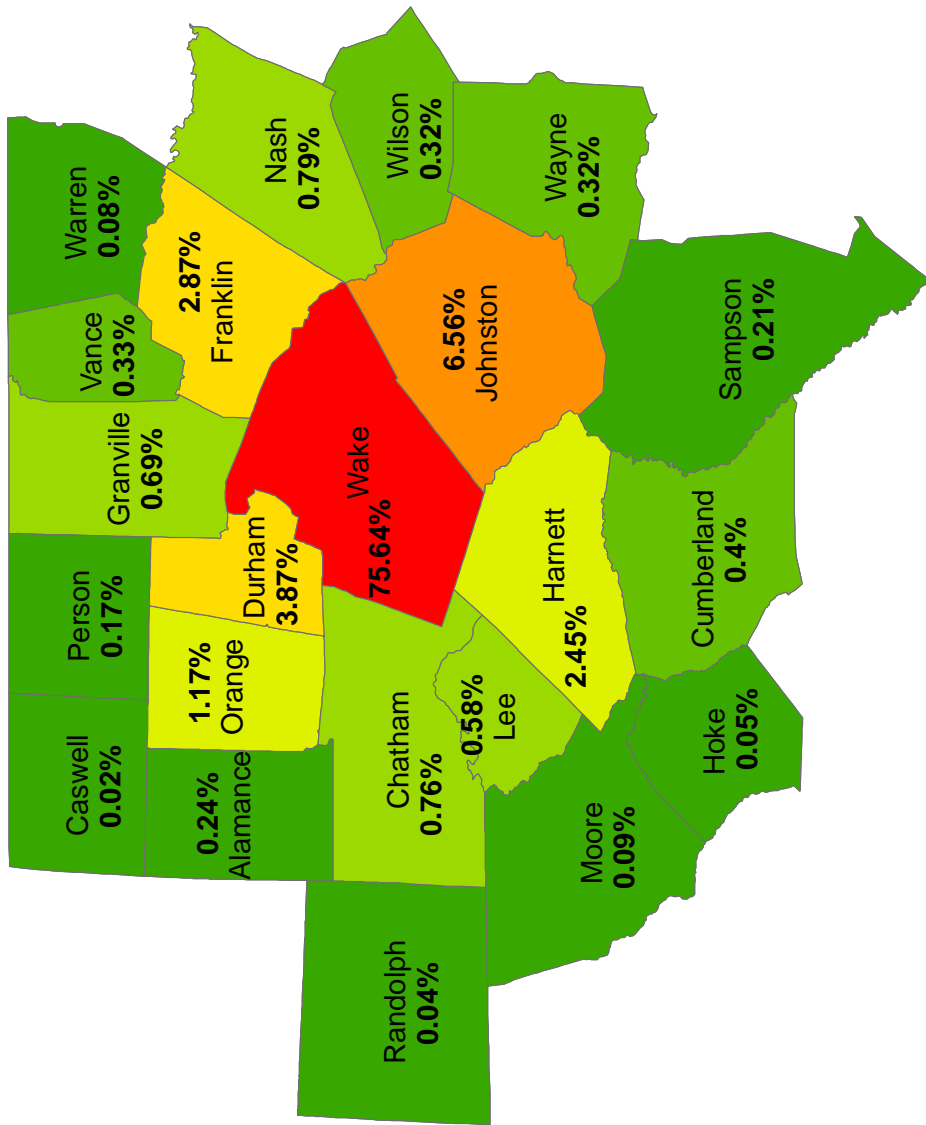 Caswell
0.02%
Person
0.17%
Granville
0.69%
Vance
0.33%
Warren
0.08%
0.24%
Alamance
1.17%
Orange
Durham
3.87%
2.87%
Franklin
Nash
0.79%
Randolph
0.04%
Chatham
0.76%
Wake
75.64%
Wilson
0.32%
0.58%
Lee
6.56%
Johnston
Wayne
0.32%
Harnett
2.45%
Moore
0.09%
Hoke
0.05%
Cumberland
0.4%
Sampson
0.21%